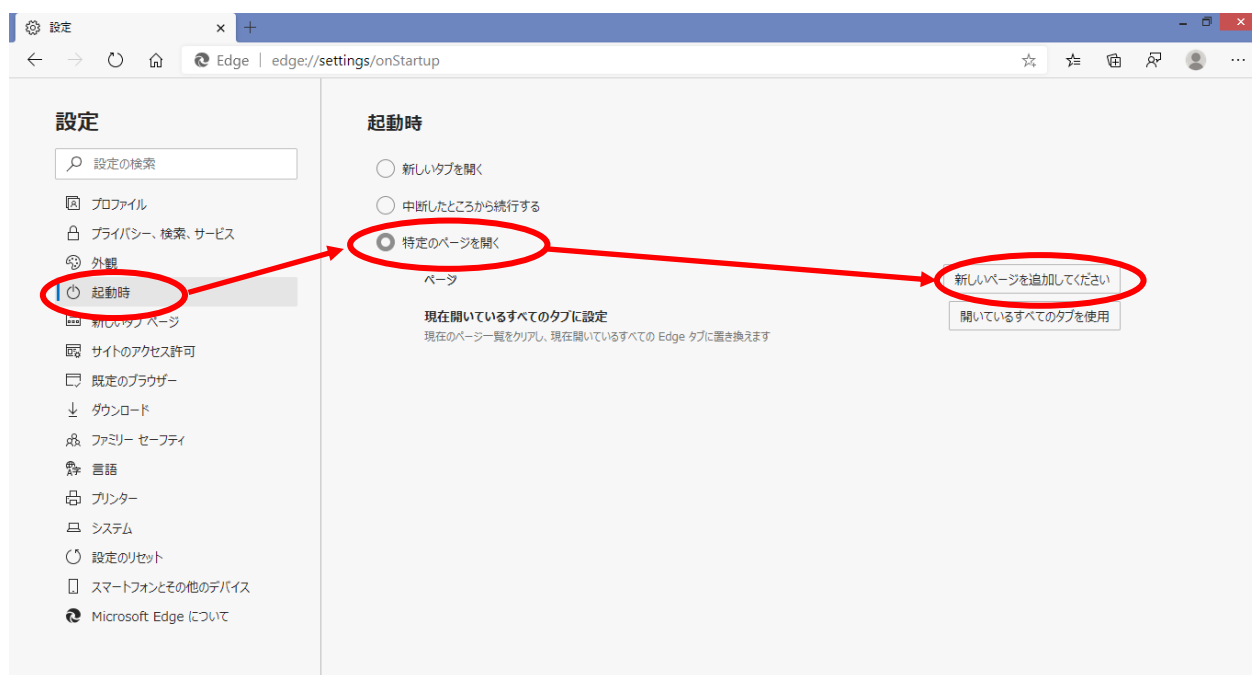 設定
Edge edge://settings/onStartup
設定
設定の検索
プロファイル
プライバシー、検索、サービス
外観
起動時
新しいタブ ページ
サイトのアクセス許可
既定のブラウザー
ダウンロード
ファミリー セーフティ
言語
プリンター
システム
設定のリセット
スマートフォンとその他のデバイス
Microsoft Edge について
起動時
新しいタブを開く
中断したところから続行する
特定のページを開く
ページ
新しいページを追加してください
現在開いているすべてのタブに設定
現在のページ一覧をクリアし、現在開いているすべての Edge タブに置き換えます
開いているすべてのタブを使用